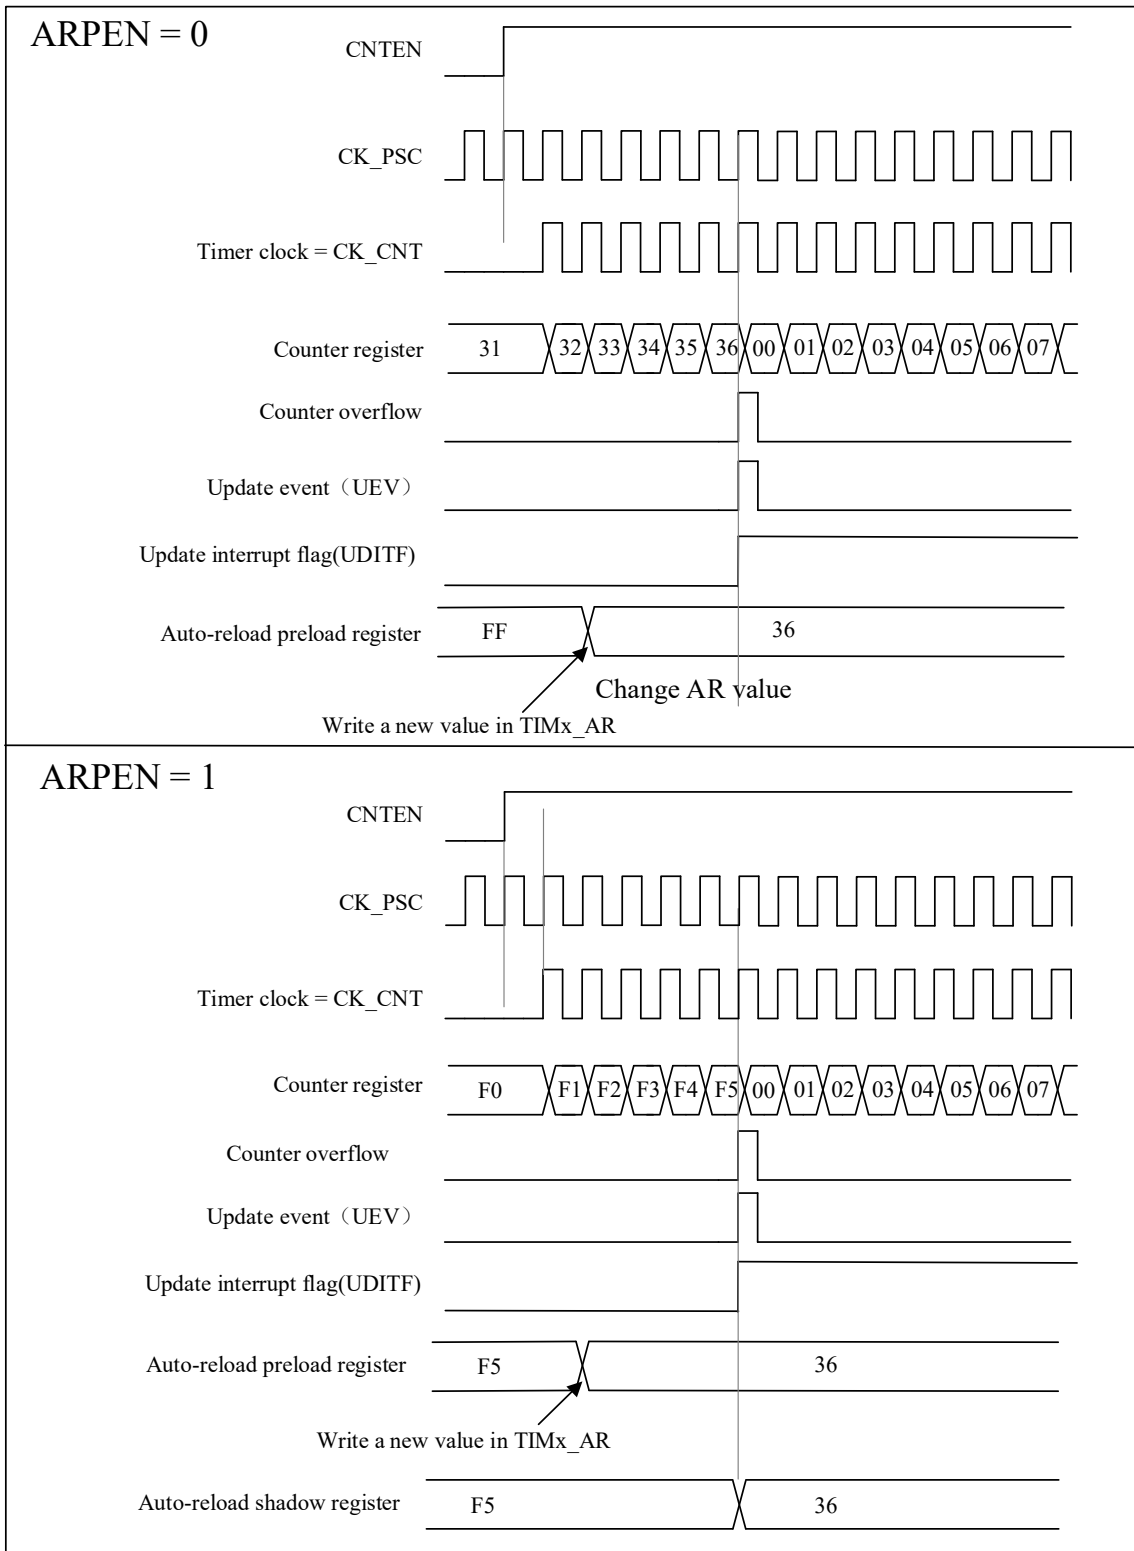 ARPEN = 0
CNTEN
CK_PSC
Timer clock = CK_CNT
Counter register 31 32 33 34 35 36 00 01 02 03 04 05 06 07
Counter overflow
Update event（UEV）
Update interrupt flag(UDITF)
Auto-reload preload register FF 36
Change AR value
Write a new value in TIMx_AR
ARPEN = 1
CNTEN
CK_PSC
Timer clock = CK_CNT
Counter register F0 F1 F2 F3 F4 F5 00 01 02 03 04 05 06 07
Counter overflow
Update event（UEV）
Update interrupt flag(UDITF)
Auto-reload preload register F5 36
Write a new value in TIMx_AR
Auto-reload shadow register F5 36